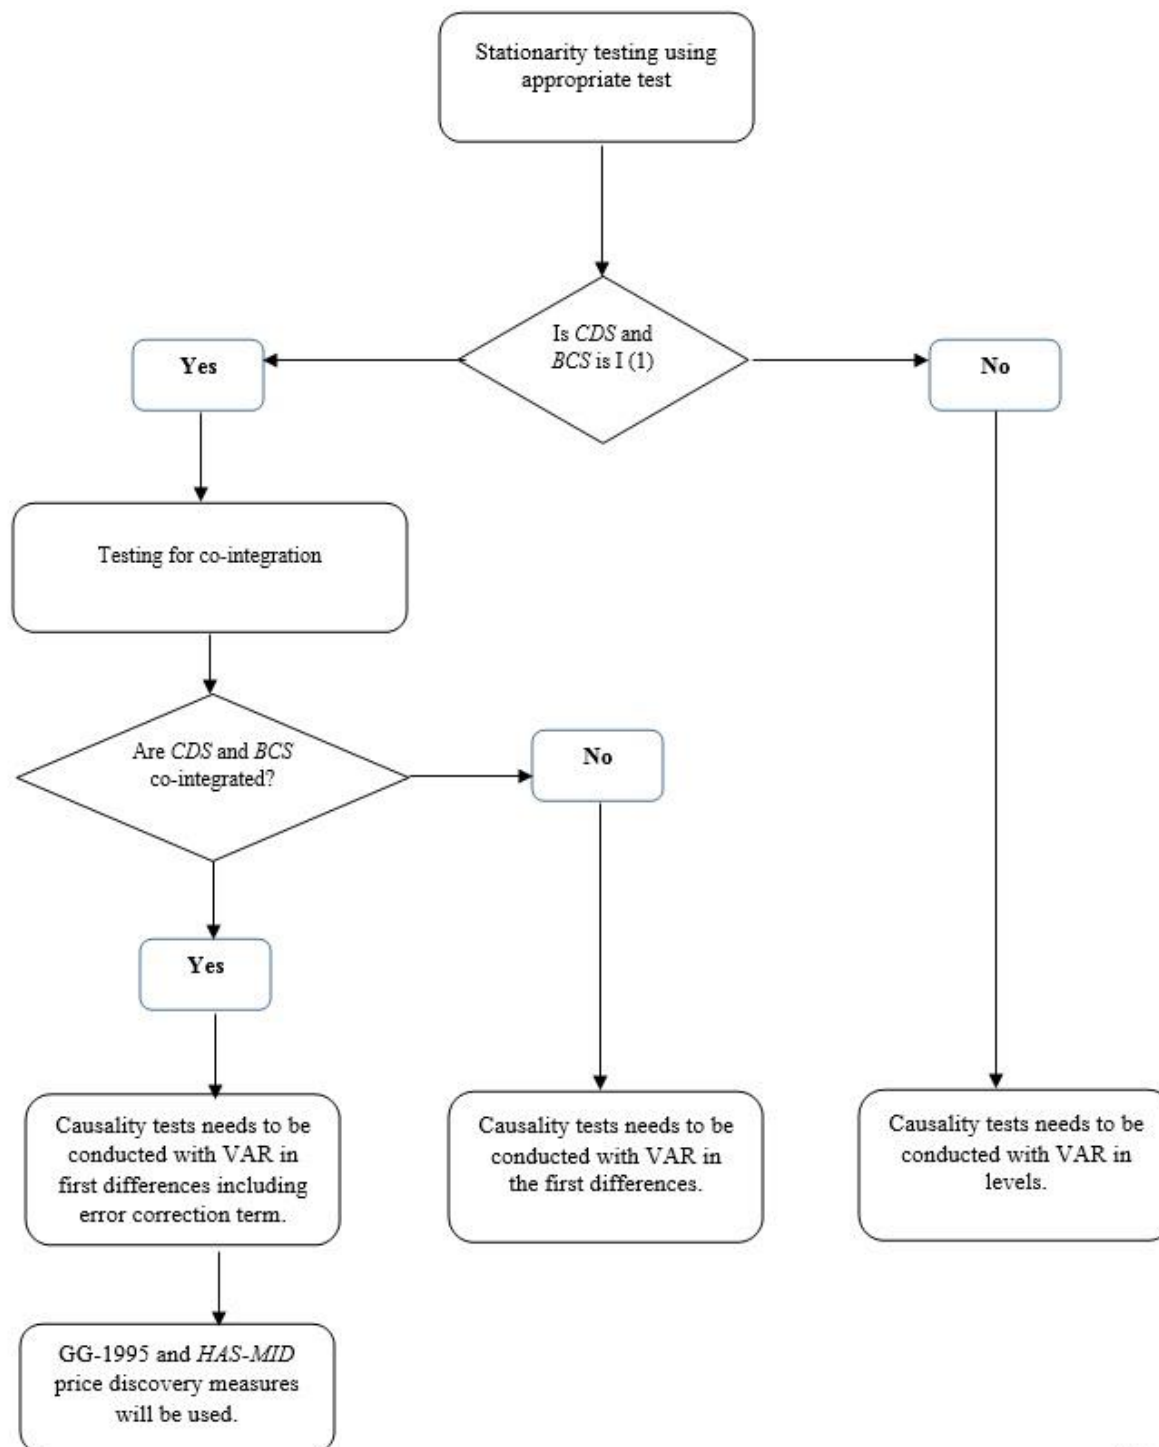 Stationarity testing using
appropriate test
Is CDS and
BCS is I (1)
Yes
No
Testing for co-integration
Are CDS and BCS
co-integrated?
No
Yes
Causality tests needs to be
conducted with VAR in
first differences including
error correction term.
Causality tests needs to be
conducted with VAR in
the first differences.
Causality tests needs to be
conducted with VAR in
levels.
GG-1995 and HAS-MID
price discovery measures
will be used.